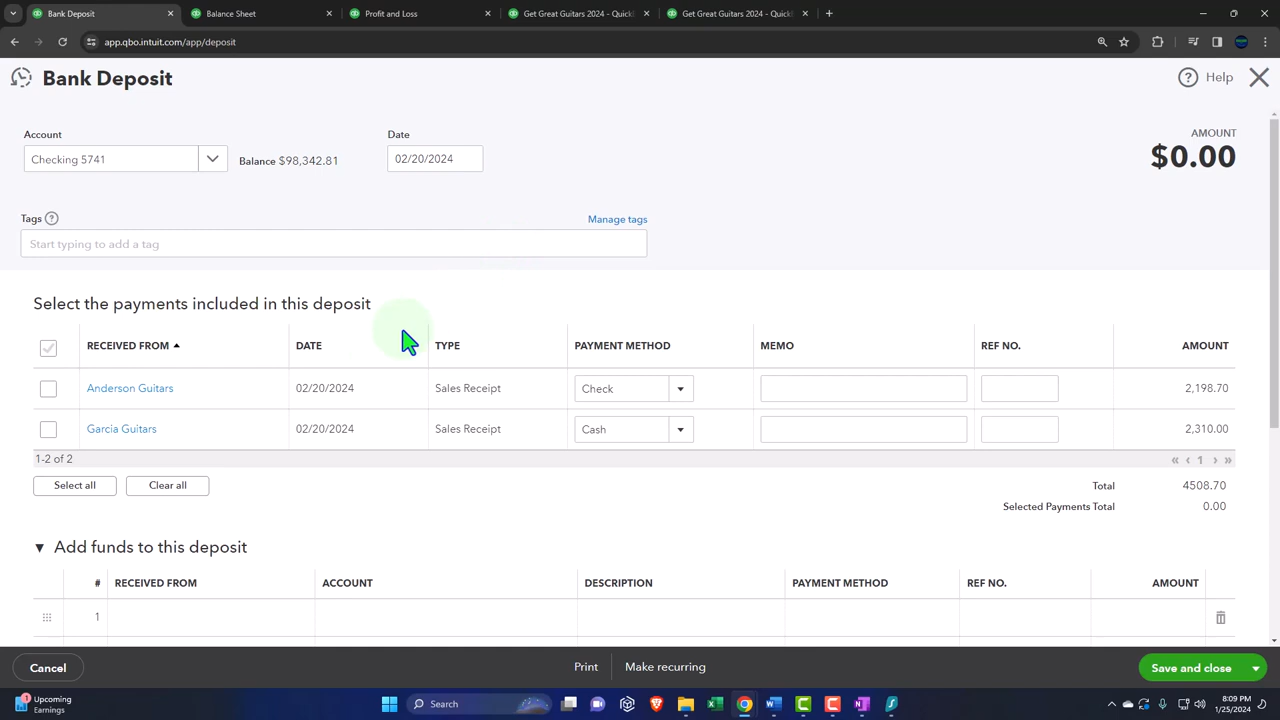 Bank Deposit
Balance Sheet
Profit and Loss
Get Great Guitars 2024 - QuickB
Get Great Guitars 2024 - QuickB
app.qbo.intuit.com/app/deposit
Bank Deposit
Help
Account
Date
AMOUNT
Checking 5741
Balance $98,342.81
02/20/2024
$0.00
Tags
Manage tags
Start typing to add a tag
Select the payments included in this deposit
RECEIVED FROM
DATE
TYPE
PAYMENT METHOD
MEMO
REF NO.
AMOUNT
Anderson Guitars
02/20/2024
Sales Receipt
Check
2,198.70
Garcia Guitars
02/20/2024
Sales Receipt
Cash
2,310.00
1-2 of 2
« ‹ 1 › »
Select all
Clear all
Total
4508.70
Selected Payments Total
0.00
Add funds to this deposit
#
RECEIVED FROM
ACCOUNT
DESCRIPTION
PAYMENT METHOD
REF NO.
AMOUNT
1
Cancel
Print
Make recurring
Save and close
1
Upcoming
Earnings
Search
8:09 PM
1/25/2024